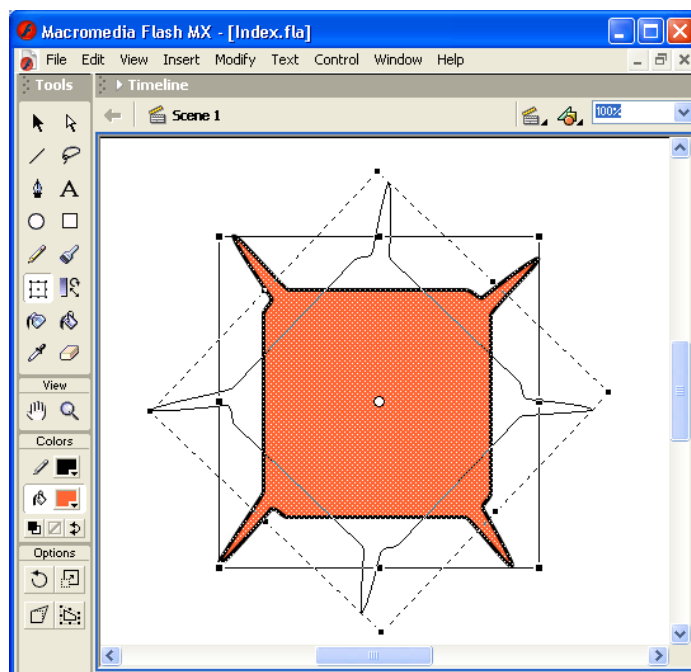 Macromedia Flash MX - [Index.fla]
File Edit View Insert Modify Text Control Window Help
Tools
Timeline
Scene 1
100%
A
View
Colors
Options